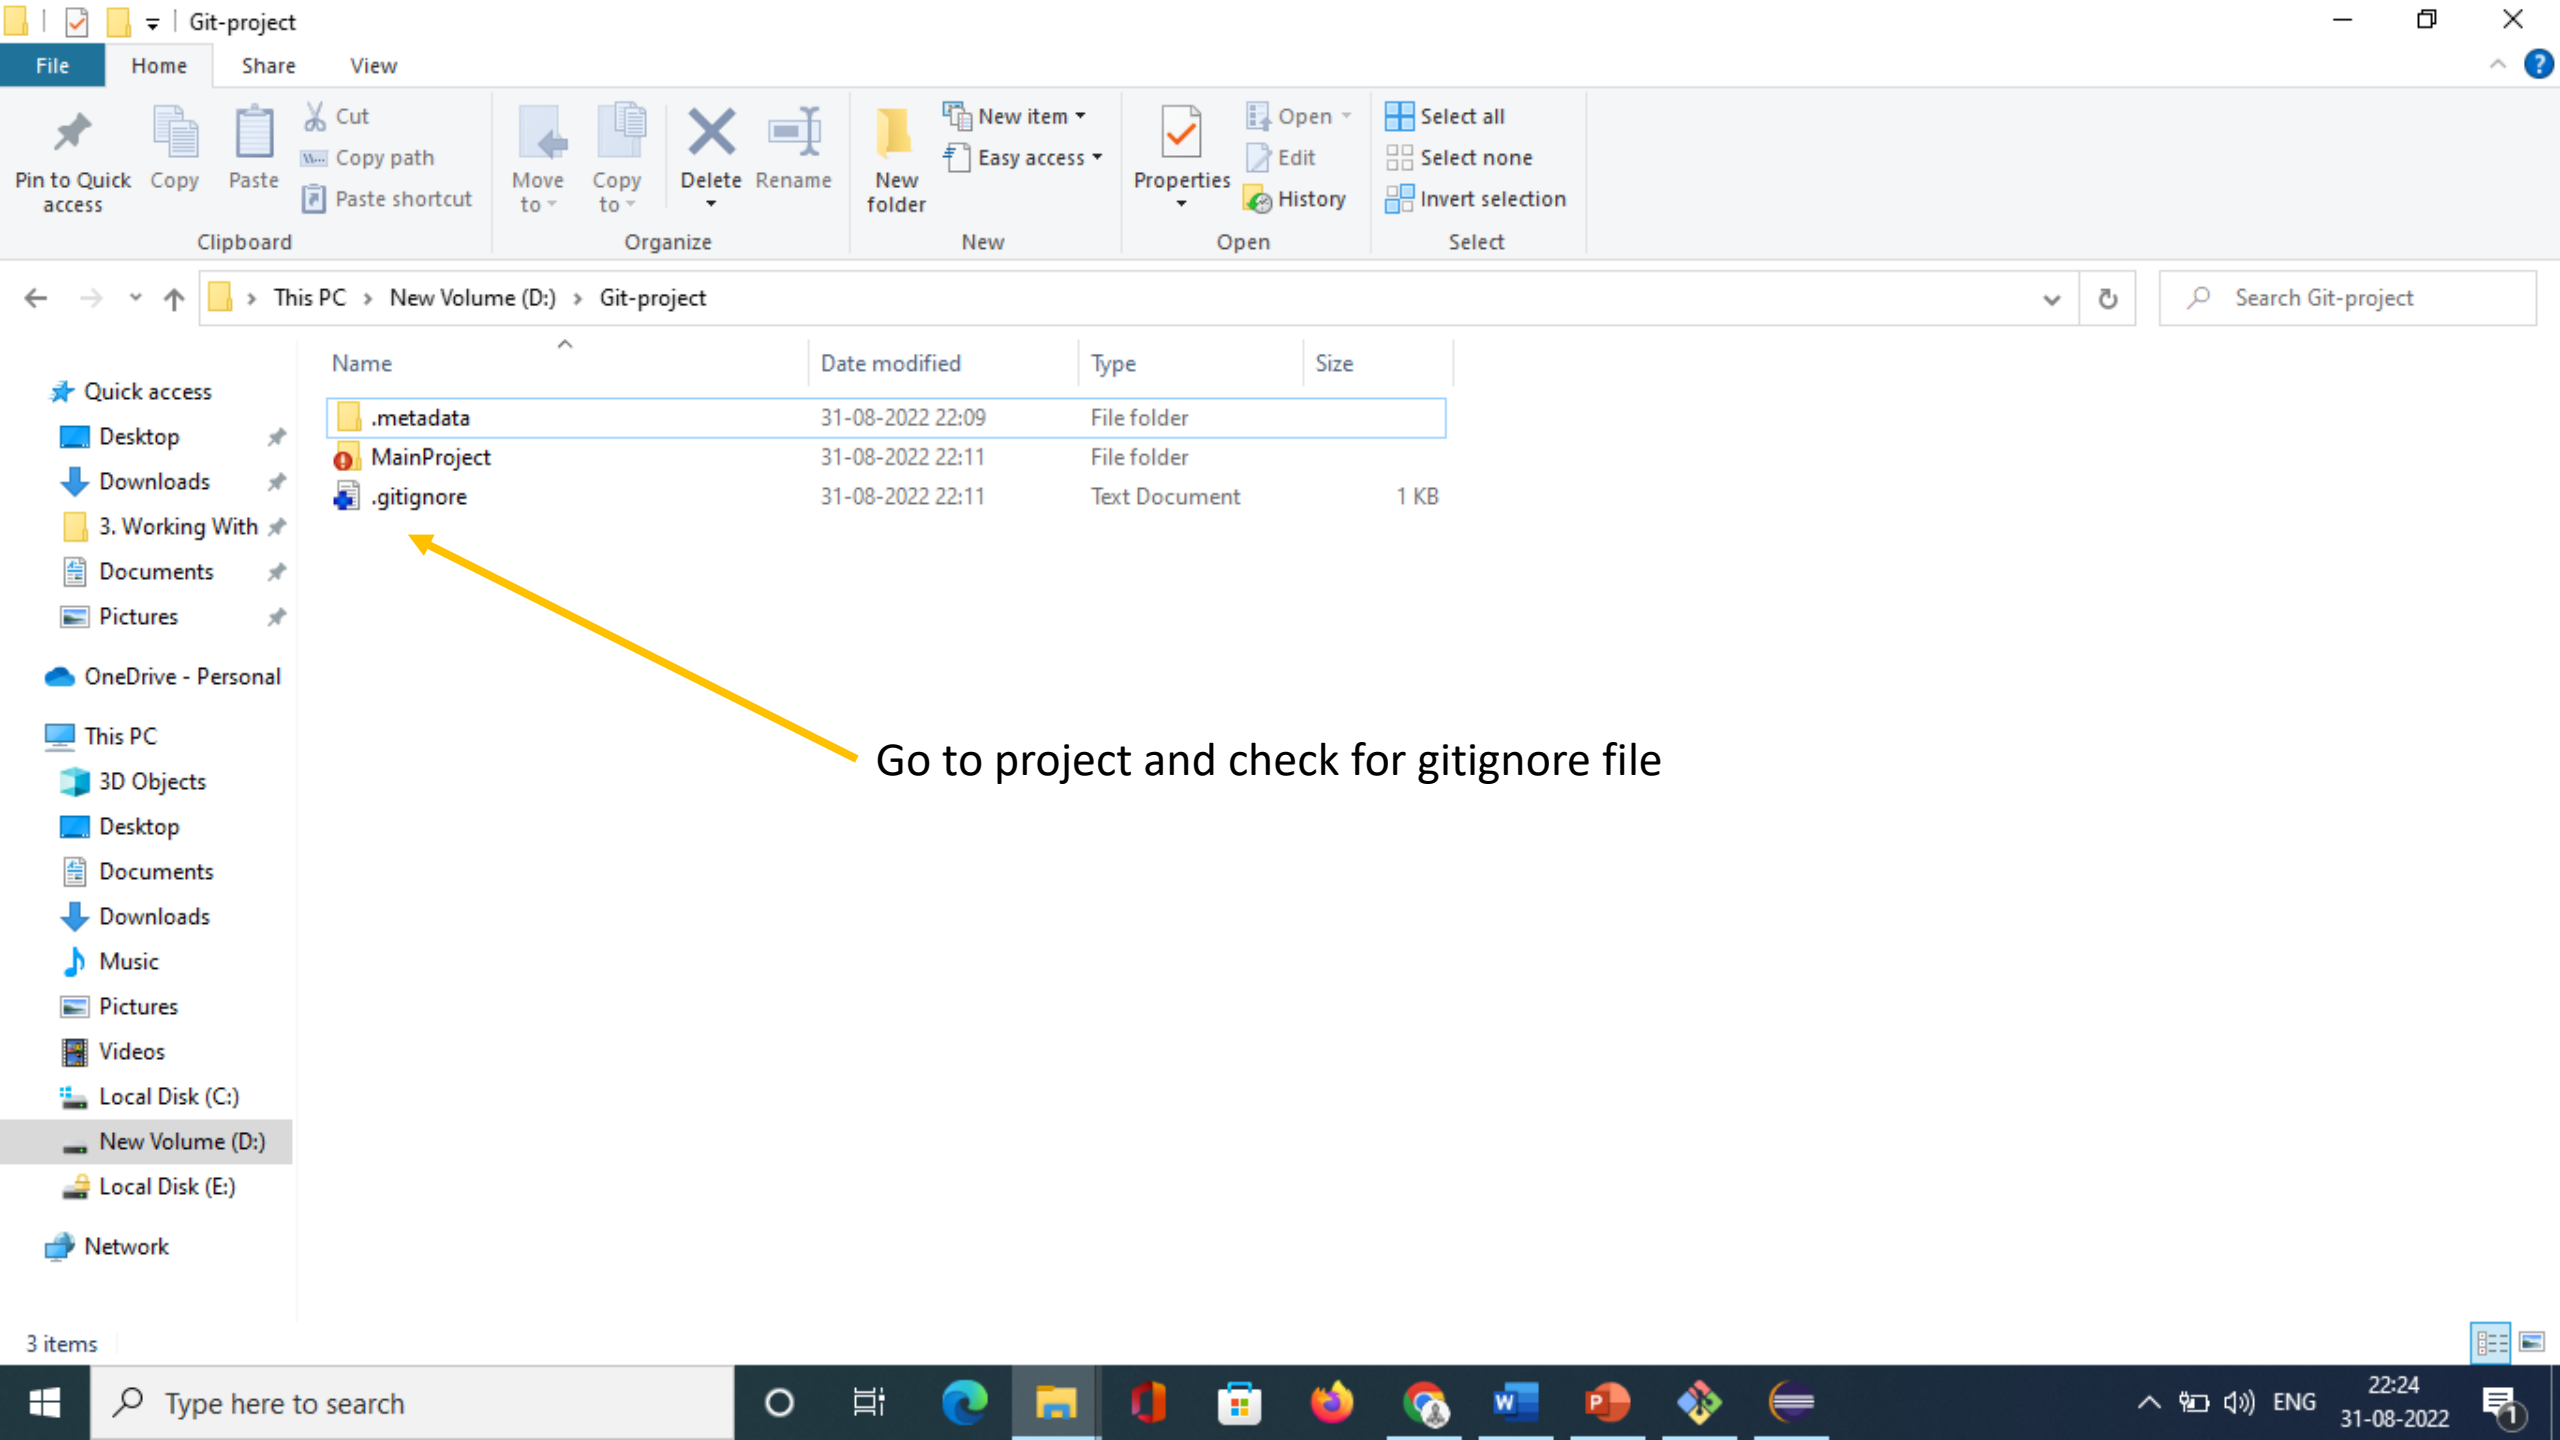 Git-project
File Home Share View
Pin to Quick access
Copy
Paste
Cut
Copy path
Paste shortcut
Clipboard
Move to
Copy to
Delete
Rename
Organize
New folder
New item
Easy access
New
Properties
Open
Edit
History
Open
Select all
Select none
Invert selection
Select
This PC > New Volume (D:) > Git-project
Search Git-project
Quick access
Desktop
Downloads
3. Working With
Documents
Pictures
OneDrive - Personal
This PC
3D Objects
Desktop
Documents
Downloads
Music
Pictures
Videos
Local Disk (C:)
New Volume (D:)
Local Disk (E:)
Network
Name Date modified Type Size
.metadata 31-08-2022 22:09 File folder
MainProject 31-08-2022 22:11 File folder
.gitignore 31-08-2022 22:11 Text Document 1 KB
Go to project and check for gitignore file
3 items
Type here to search
ENG
22:24
31-08-2022
1